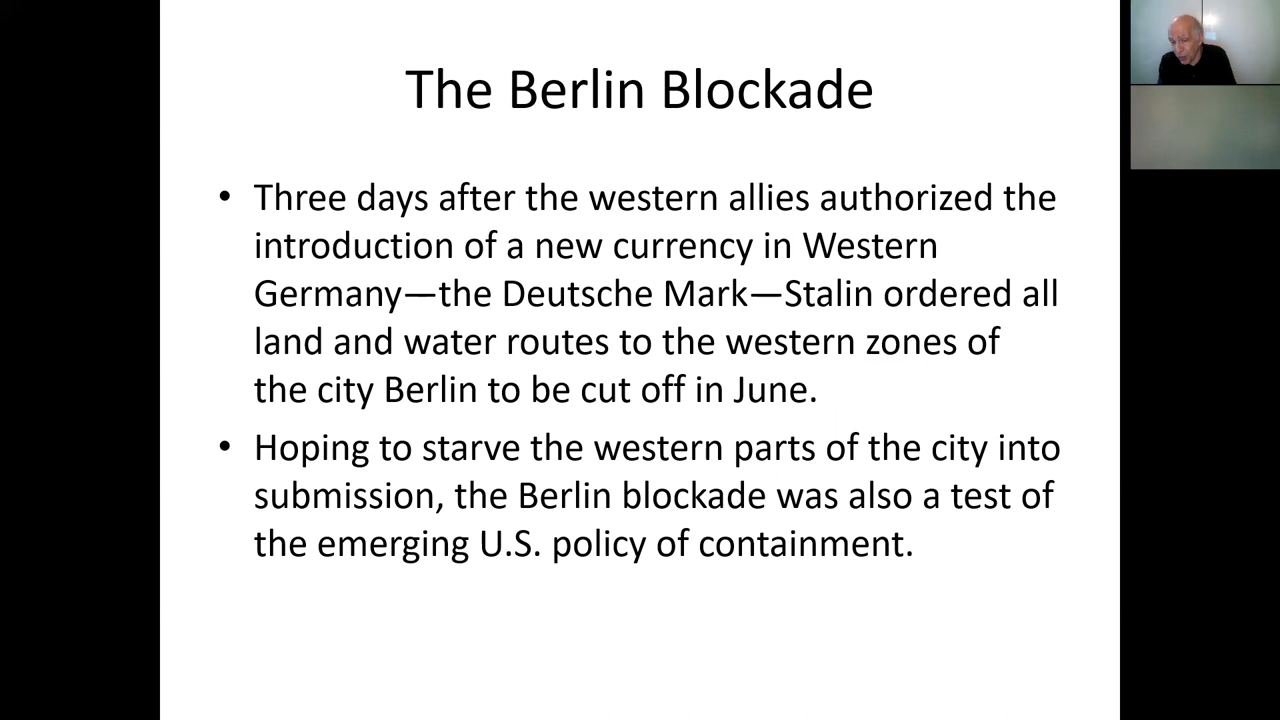 The Berlin Blockade
• Three days after the western allies authorized the
introduction of a new currency in Western
Germany—the Deutsche Mark—Stalin ordered all
land and water routes to the western zones of
the city Berlin to be cut off in June.
• Hoping to starve the western parts of the city into
submission, the Berlin blockade was also a test of
the emerging U.S. policy of containment.